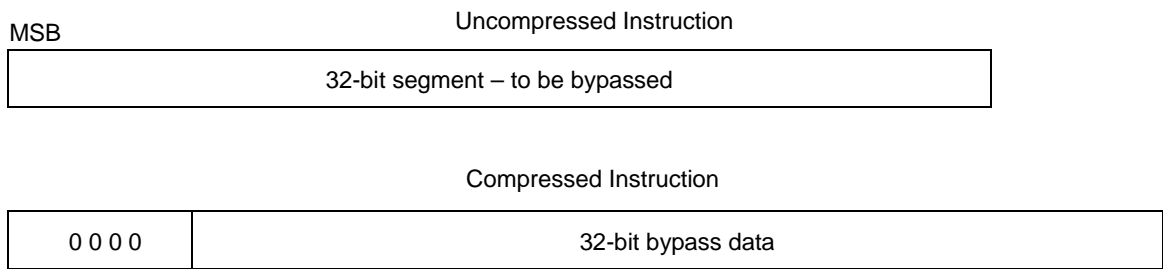 Uncompressed Instruction
MSB
32-bit segment – to be bypassed
Compressed Instruction
0 0 0 0
32-bit bypass data